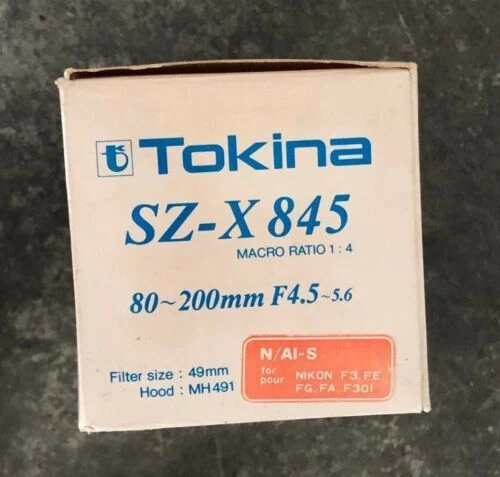 Tokina
SZ-X 845
MACRO RATIO 1 : 4
80~200mm F4.5~5.6
Filter size : 49mm
Hood : MH491
N/AI-S
for
pour
NIKON F3, FE,
FG, FA, F301